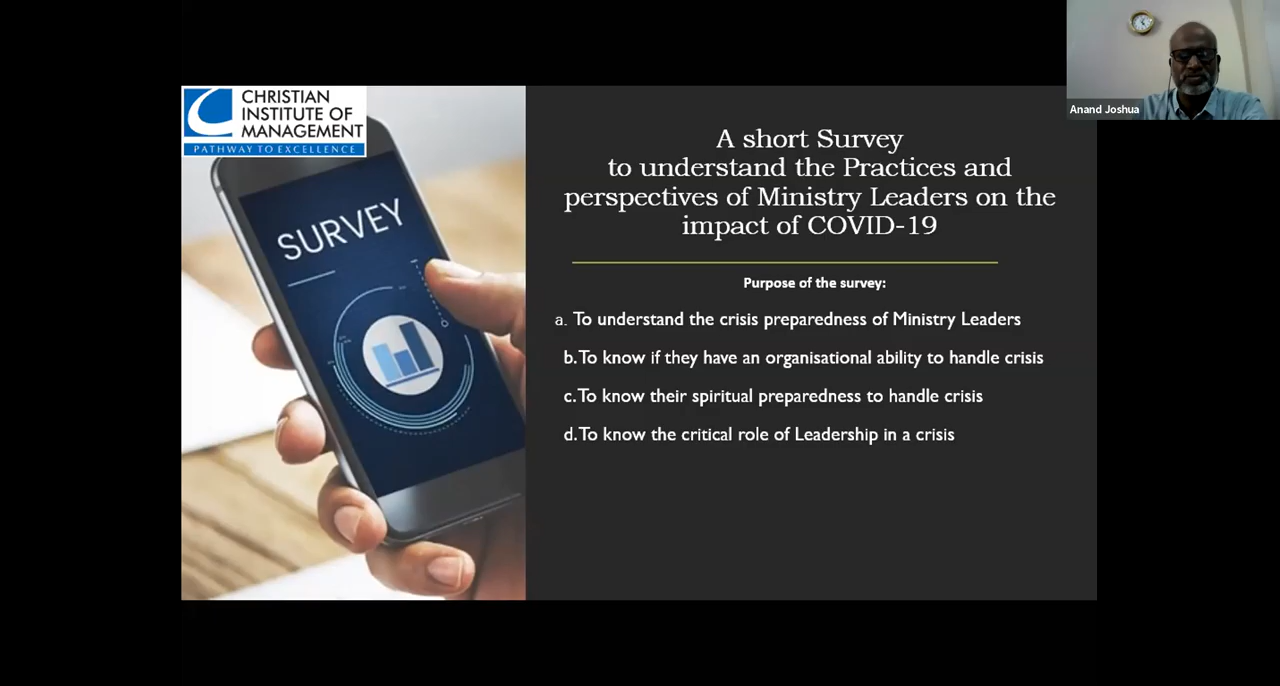 CHRISTIAN
INSTITUTE OF
MANAGEMENT
PATHWAY TO EXCELLENCE
SURVEY
A short Survey
to understand the Practices and
perspectives of Ministry Leaders on the
impact of COVID-19
Purpose of the survey:
a. To understand the crisis preparedness of Ministry Leaders
b.To know if they have an organisational ability to handle crisis
c.To know their spiritual preparedness to handle crisis
d.To know the critical role of Leadership in a crisis
Anand Joshua